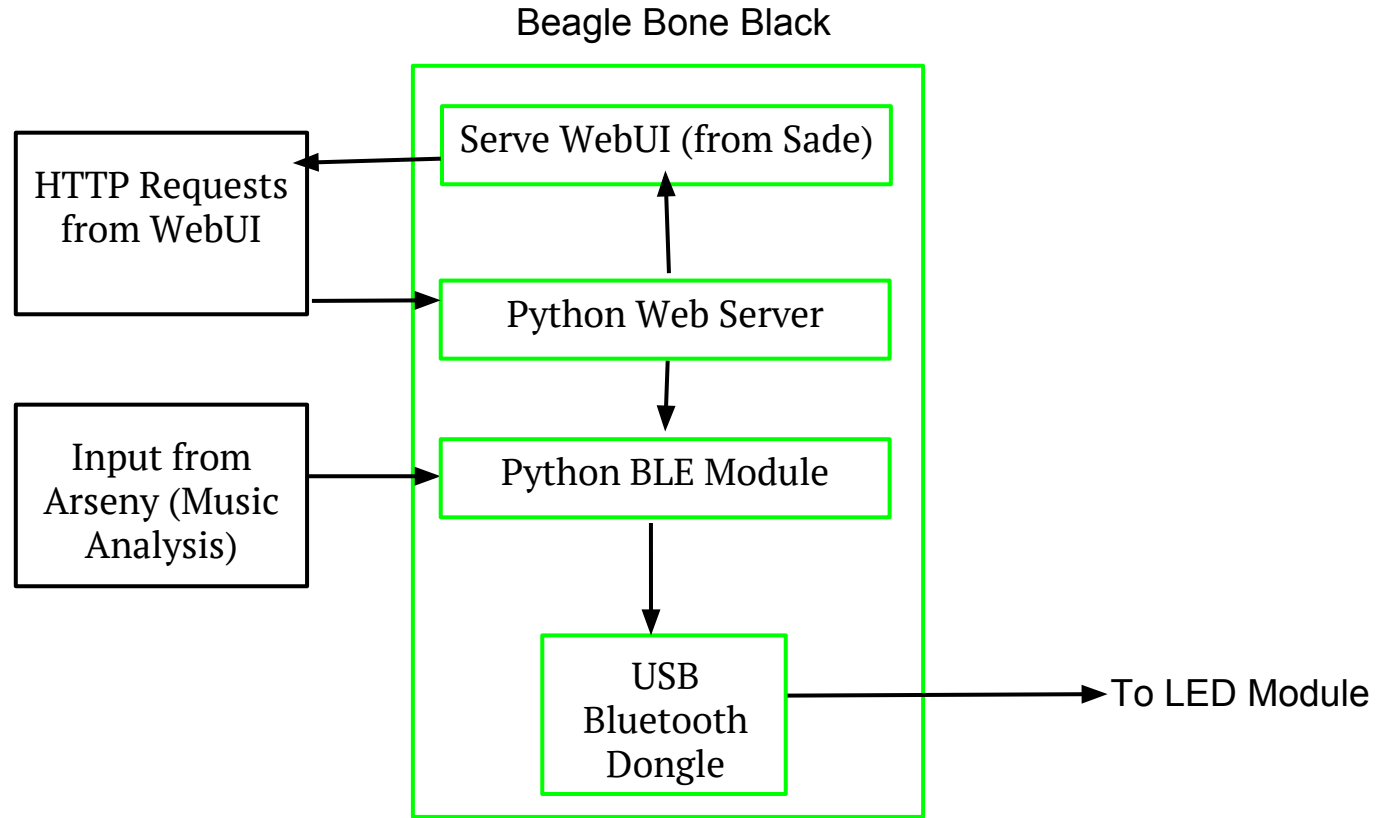 Beagle Bone Black
Serve WebUI (from Sade)
HTTP Requests
from WebUI
Python Web Server
Input from
Arseny (Music
Analysis)
Python BLE Module
USB
Bluetooth
Dongle
To LED Module